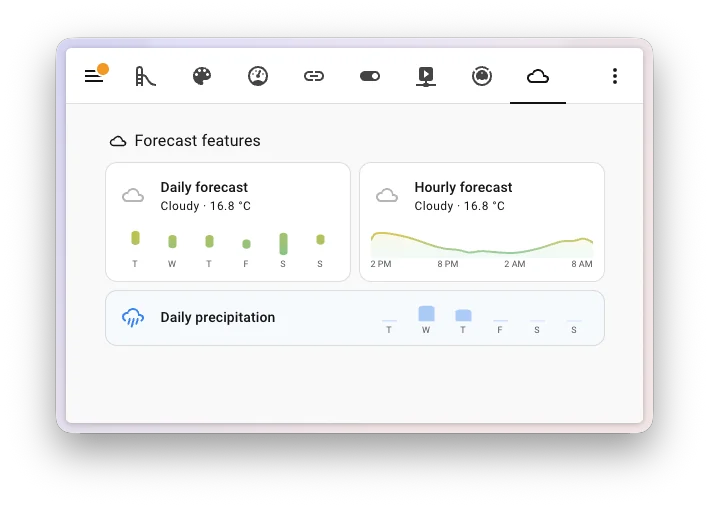 Forecast features
Daily forecast
Cloudy · 16.8 °C
T W T F S S
Hourly forecast
Cloudy · 16.8 °C
2 PM 8 PM 2 AM 8 AM
Daily precipitation
T W T F S S